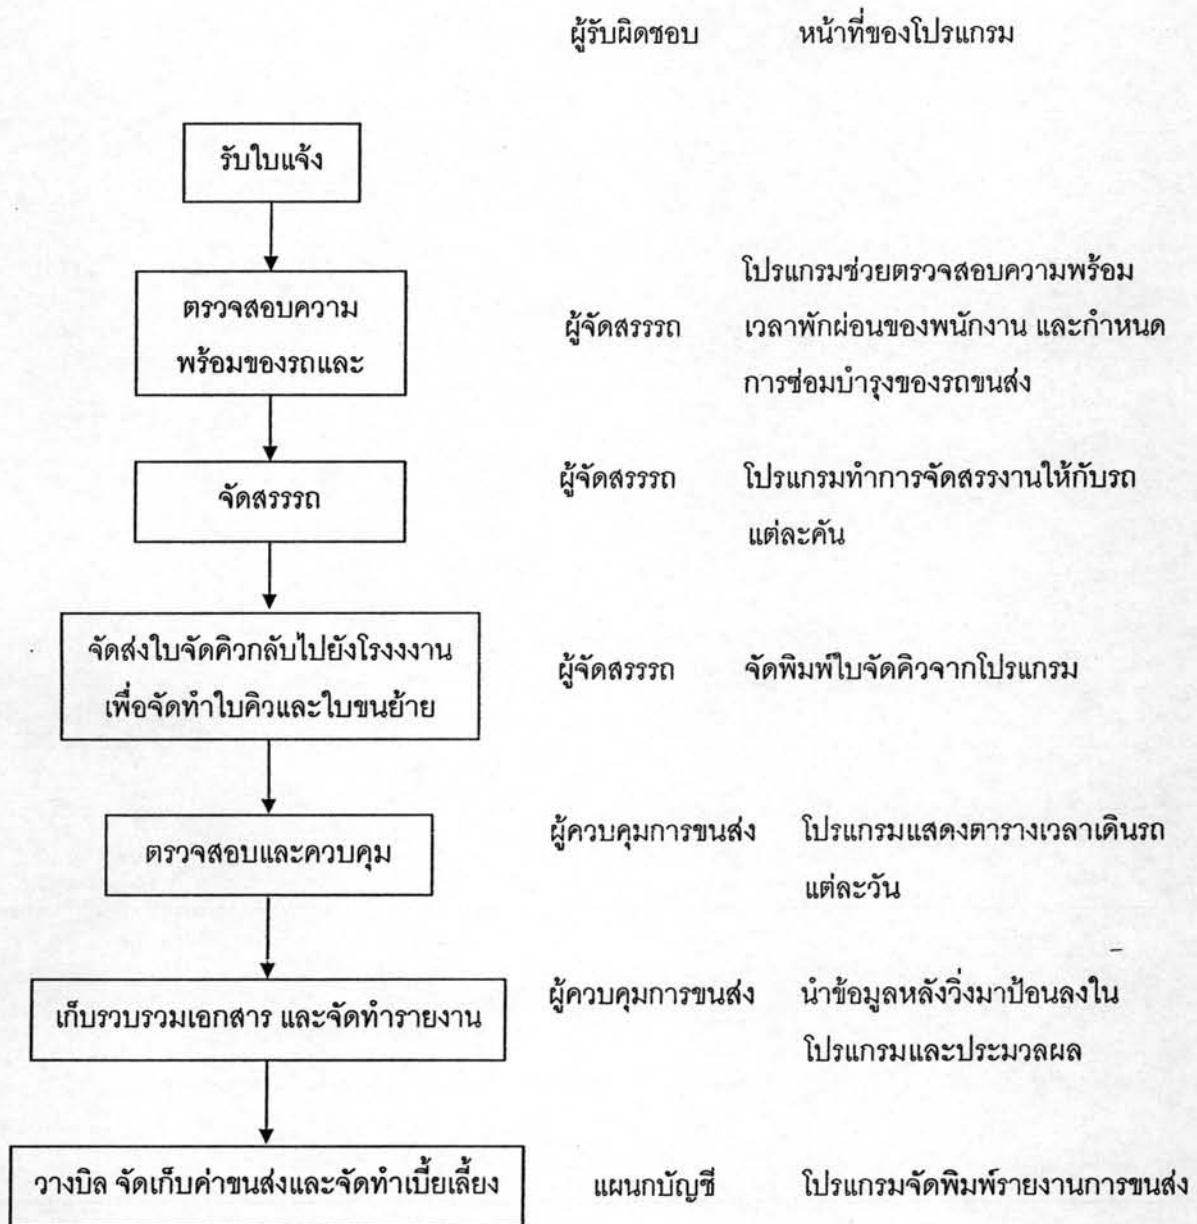 ผู้รับผิดชอบ หน้าที่ของโปรแกรม
รับใบแจ้ง
ตรวจสอบความ
พร้อมของรถและ
ผู้จัดสรรรถ
โปรแกรมช่วยตรวจสอบความพร้อม
เวลาพักผ่อนของพนักงาน และกำหนด
การซ่อมบำรุงของรถขนส่ง
จัดสรรรถ
ผู้จัดสรรรถ
โปรแกรมทำการจัดสรรงานให้กับรถ
แต่ละคัน
จัดส่งใบจัดคิวกลับไปยังโรงงงาน
เพื่อจัดทำใบคิวและใบขนย้าย
ผู้จัดสรรรถ
จัดพิมพ์ใบจัดคิวจากโปรแกรม
ตรวจสอบและควบคุม
ผู้ควบคุมการขนส่ง
โปรแกรมแสดงตารางเวลาเดินรถ
แต่ละวัน
เก็บรวบรวมเอกสาร และจัดทำรายงาน
ผู้ควบคุมการขนส่ง
นำข้อมูลหลังวิ่งมาป้อนลงใน
โปรแกรมและประมวลผล
วางบิล จัดเก็บค่าขนส่งและจัดทำเบี้ยเลี้ยง
แผนกบัญชี
โปรแกรมจัดพิมพ์รายงานการขนส่ง